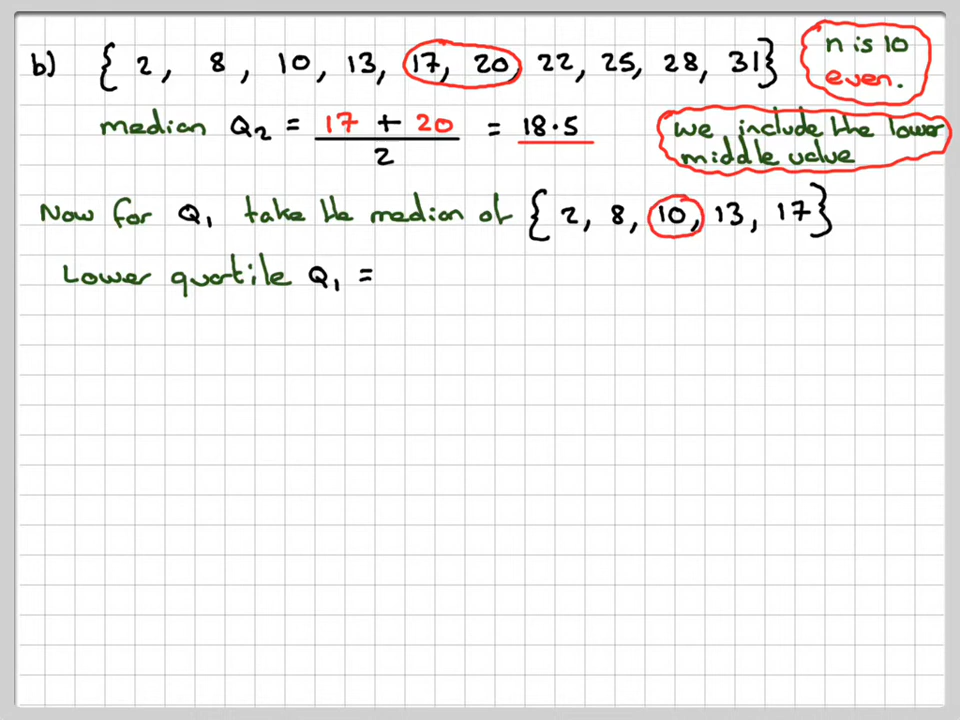 b) { 2, 8, 10, 13, 17, 20, 22, 25, 28, 31}
n is 10
even.
median Q₂ = 17 + 20 / 2 = 18·5
we include the lower
middle value
Now for Q₁ take the median of { 2, 8, 10, 13, 17}
Lower quartile Q₁ =